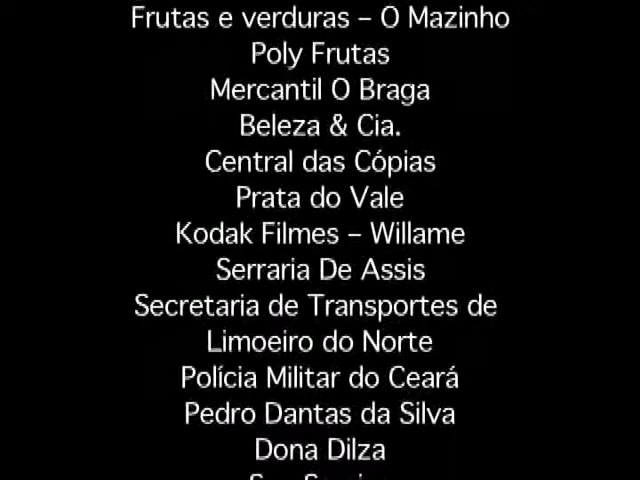 Frutas e verduras – O Mazinho
Poly Frutas
Mercantil O Braga
Beleza & Cia.
Central das Cópias
Prata do Vale
Kodak Filmes – Willame
Serraria De Assis
Secretaria de Transportes de
Limoeiro do Norte
Polícia Militar do Ceará
Pedro Dantas da Silva
Dona Dilza